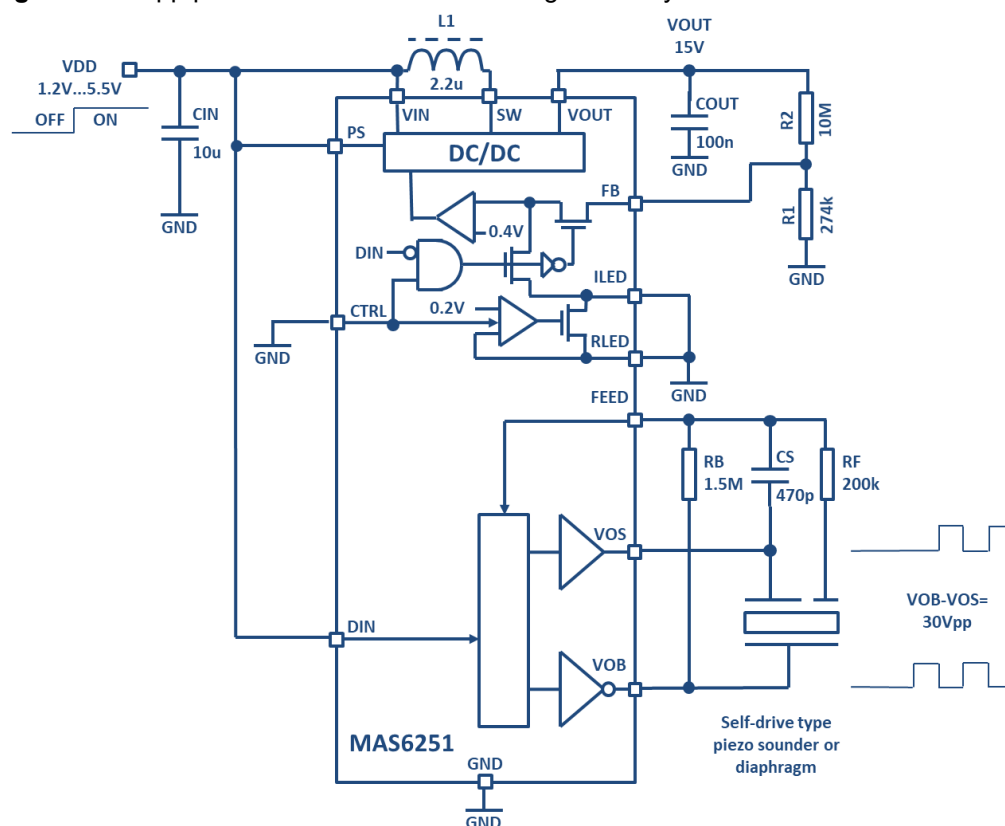 L1
VDD
1.2V...5.5V
OFF
ON
CIN
10u
GND
2.2u
VOUT
15V
COUT
100n
GND
R2
10M
R1
274k
GND
VIN
SW
VOUT
PS
DC/DC
FB
0.4V
DIN
CTRL
GND
0.2V
ILED
RLED
GND
FEED
RB
1.5M
CS
470p
RF
200k
VOS
VOB-VOS=
30Vpp
DIN
VOB
MAS6251
GND
GND
Self-drive type
piezo sounder or
diaphragm